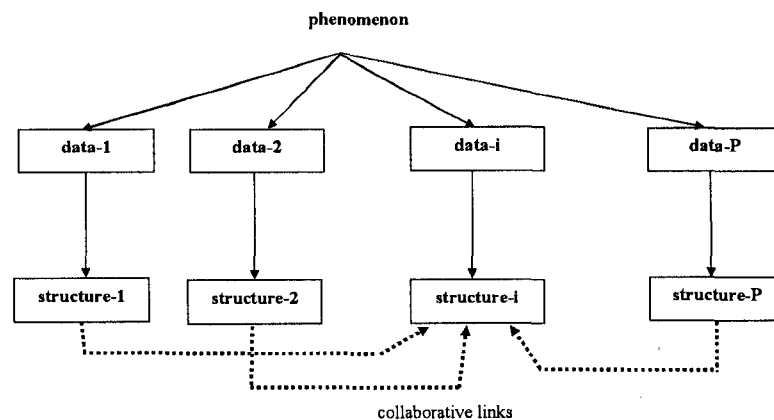 phenomenon
data-1
data-2
data-i
data-P
structure-1
structure-2
structure-i
structure-P
collaborative links